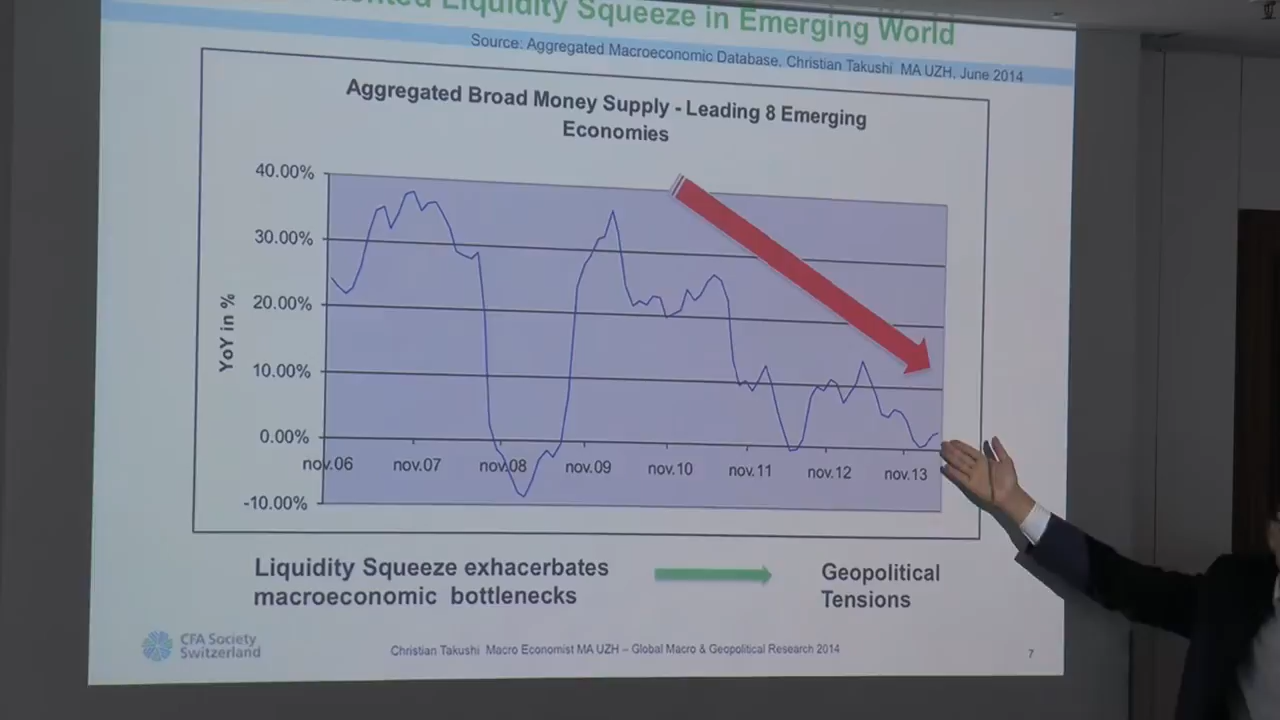 Liquidity Squeeze in Emerging World
Source: Aggregated Macroeconomic Database, Christian Takushi MA UZH, June 2014
Aggregated Broad Money Supply - Leading 8 Emerging
Economies
40.00%
30.00%
20.00%
10.00%
0.00%
-10.00%
YoY in %
nov.06 nov.07 nov.08 nov.09 nov.10 nov.11 nov.12 nov.13
Liquidity Squeeze exhacerbates
macroeconomic bottlenecks
Geopolitical
Tensions
CFA Society
Switzerland
Christian Takushi Macro Economist MA UZH – Global Macro & Geopolitical Research 2014
7